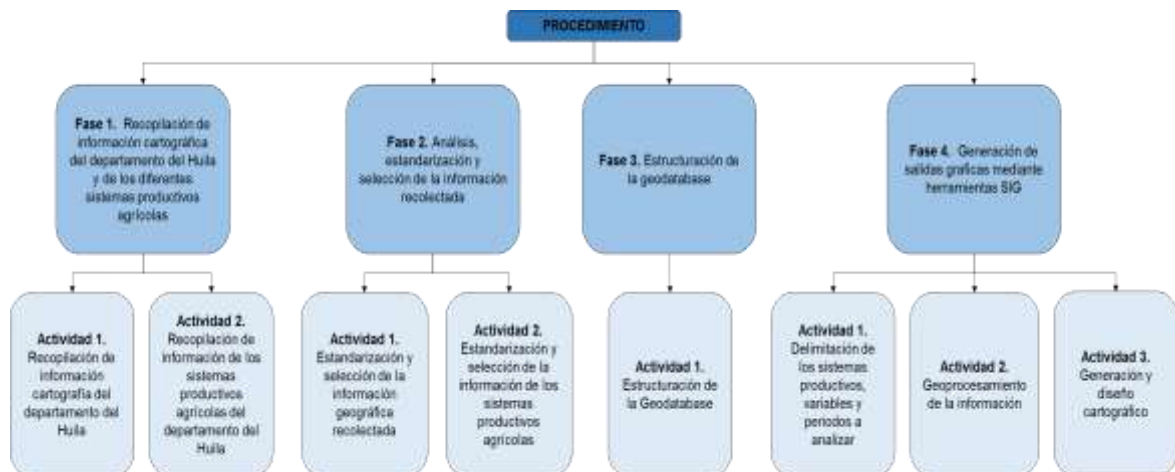 PROCEDIMIENTO
Fase 1. Recopilación de
información cartográfica
del departamento del Huila
y de los diferentes
sistemas productivos
agrícolas
Fase 2. Análisis,
estandarización y
selección de la información
recolectada
Fase 3. Estructuración de
la geodatabase
Fase 4. Generación de
salidas graficas mediante
herramientas SIG
Actividad 1.
Recopilación de
información
cartografía del
departamento del
Huila
Actividad 2.
Recopilación de
información de los
sistemas
productivos
agrícolas del
departamento del
Huila
Actividad 1.
Estandarización y
selección de la
información
geográfica
recolectada
Actividad 2.
Estandarización y
selección de la
información de los
sistemas
productivos
agrícolas
Actividad 1.
Estructuración de
la Geodatabase
Actividad 1.
Delimitación de
los sistemas
productivos,
variables y
periodos a
analizar
Actividad 2.
Geoprocesamiento
de la información
Actividad 3.
Generación y
diseño
cartográfico